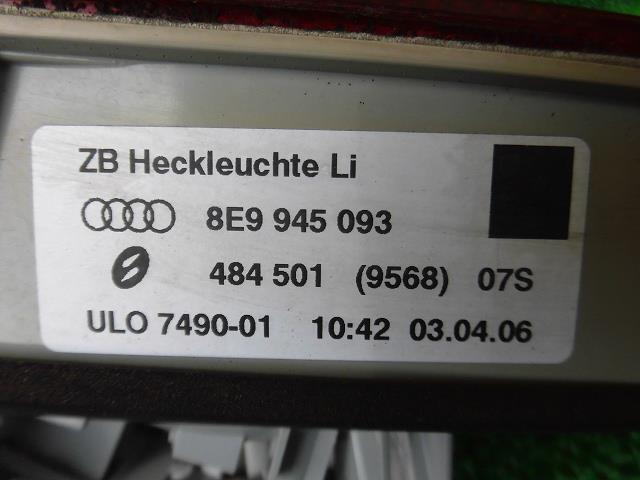 ZB Heckleuchte Li
8E9 945 093
484 501 (9568) 07S
ULO 7490-01 10:42 03.04.06